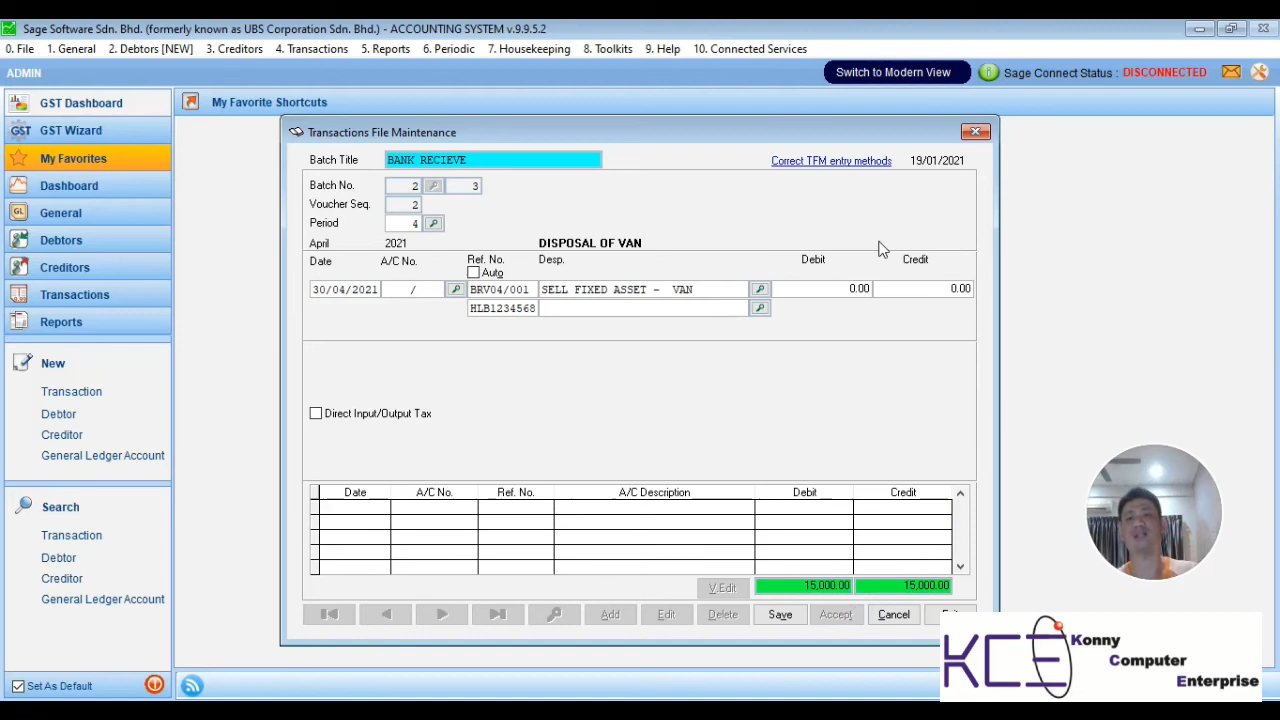 Sage Software Sdn. Bhd. (formerly known as UBS Corporation Sdn. Bhd.) - ACCOUNTING SYSTEM v.9.9.5.2
0. File 1. General 2. Debtors [NEW] 3. Creditors 4. Transactions 5. Reports 6. Periodic 7. Housekeeping 8. Toolkits 9. Help 10. Connected Services
ADMIN
Switch to Modern View
Sage Connect Status : DISCONNECTED
GST Dashboard
GST Wizard
My Favorites
Dashboard
General
Debtors
Creditors
Transactions
Reports
New
Transaction
Debtor
Creditor
General Ledger Account
Search
Transaction
Debtor
Creditor
General Ledger Account
Set As Default
My Favorite Shortcuts
Transactions File Maintenance
Batch Title BANK RECIEVE Correct TFM entry methods 19/01/2021
Batch No. 2 3
Voucher Seq. 2
Period 4
April 2021 DISPOSAL OF VAN
Date A/C No. Ref. No. Desp. Debit Credit
Auto
30/04/2021 / BRV04/001 SELL FIXED ASSET - VAN 0.00 0.00
HLB1234568
Direct Input/Output Tax
Date A/C No. Ref. No. A/C Description Debit Credit
V.Edit 15,000.00 15,000.00
Add Edit Delete Save Accept Cancel
KCE
Konny
Computer
Enterprise